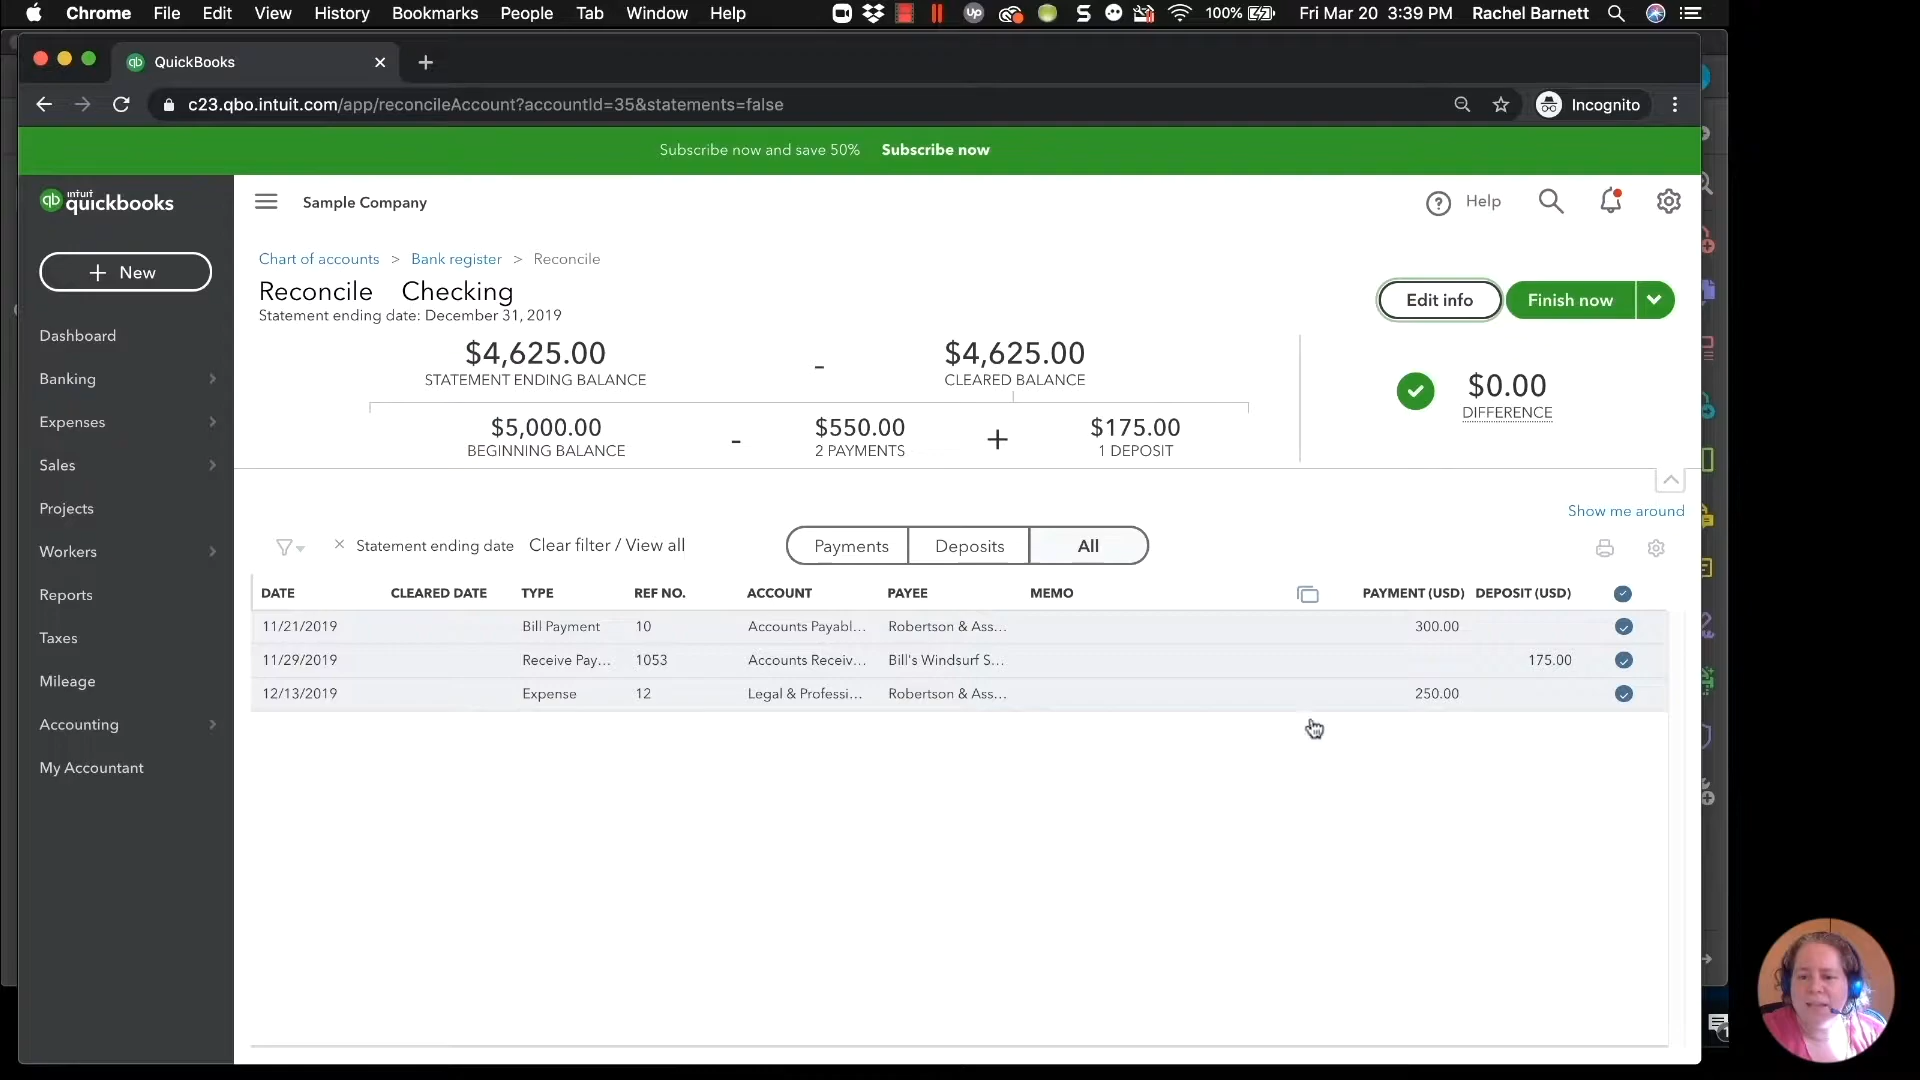 Chrome File Edit View History Bookmarks People Tab Window Help Up S 100% Fri Mar 20 3:39 PM Rachel Barnett
qb QuickBooks
c23.qbo.intuit.com/app/reconcileAccount?accountId=35&statements=false Incognito
Subscribe now and save 50% Subscribe now
qb intuit quickbooks
Sample Company
? Help
+ New
Dashboard
Banking
Expenses
Sales
Projects
Workers
Reports
Taxes
Mileage
Accounting
My Accountant
Chart of accounts > Bank register > Reconcile
Reconcile Checking
Statement ending date: December 31, 2019
Edit info Finish now
$4,625.00 - $4,625.00
STATEMENT ENDING BALANCE CLEARED BALANCE
$5,000.00 - $550.00 + $175.00
BEGINNING BALANCE 2 PAYMENTS 1 DEPOSIT
$0.00
DIFFERENCE
Show me around
Statement ending date Clear filter / View all
Payments Deposits All
DATE CLEARED DATE TYPE REF NO. ACCOUNT PAYEE MEMO PAYMENT (USD) DEPOSIT (USD)
11/21/2019 Bill Payment 10 Accounts Payabl... Robertson & Ass... 300.00
11/29/2019 Receive Pay... 1053 Accounts Receiv... Bill's Windsurf S... 175.00
12/13/2019 Expense 12 Legal & Professi... Robertson & Ass... 250.00